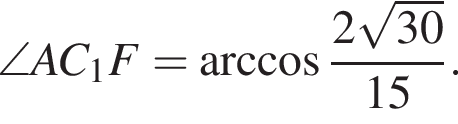 ∠AC₁F = arccos 2√30/15.